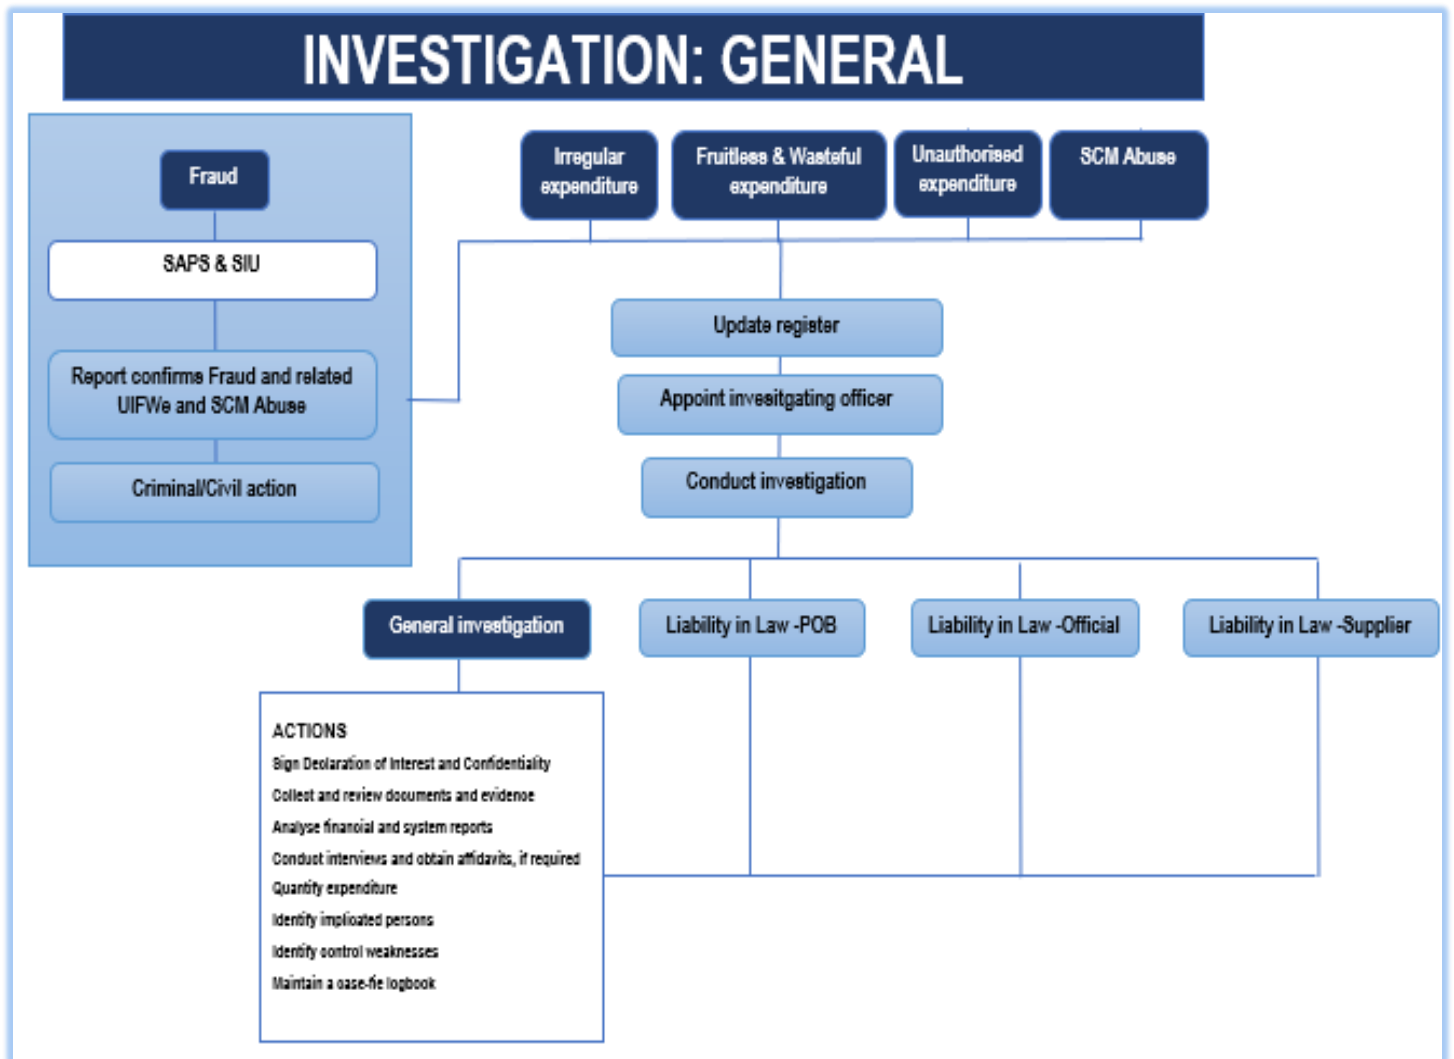 INVESTIGATION: GENERAL
Fraud
SAPS & SIU
Report confirms Fraud and related
UIFWe and SCM Abuse
Criminal/Civil action
Irregular
expenditure
Fruitless & Wasteful
expenditure
Unauthorised
expenditure
SCM Abuse
Update register
Appoint invesitgating officer
Conduct investigation
General investigation
Liability in Law -POB
Liability in Law -Official
Liability in Law -Supplier
ACTIONS
Sign Declaration of Interest and Confidentiality
Collect and review documents and evidence
Analyse financial and system reports
Conduct interviews and obtain affidavits, if required
Quantify expenditure
Identify implicated persons
Identify control weaknesses
Maintain a case-fie logbook